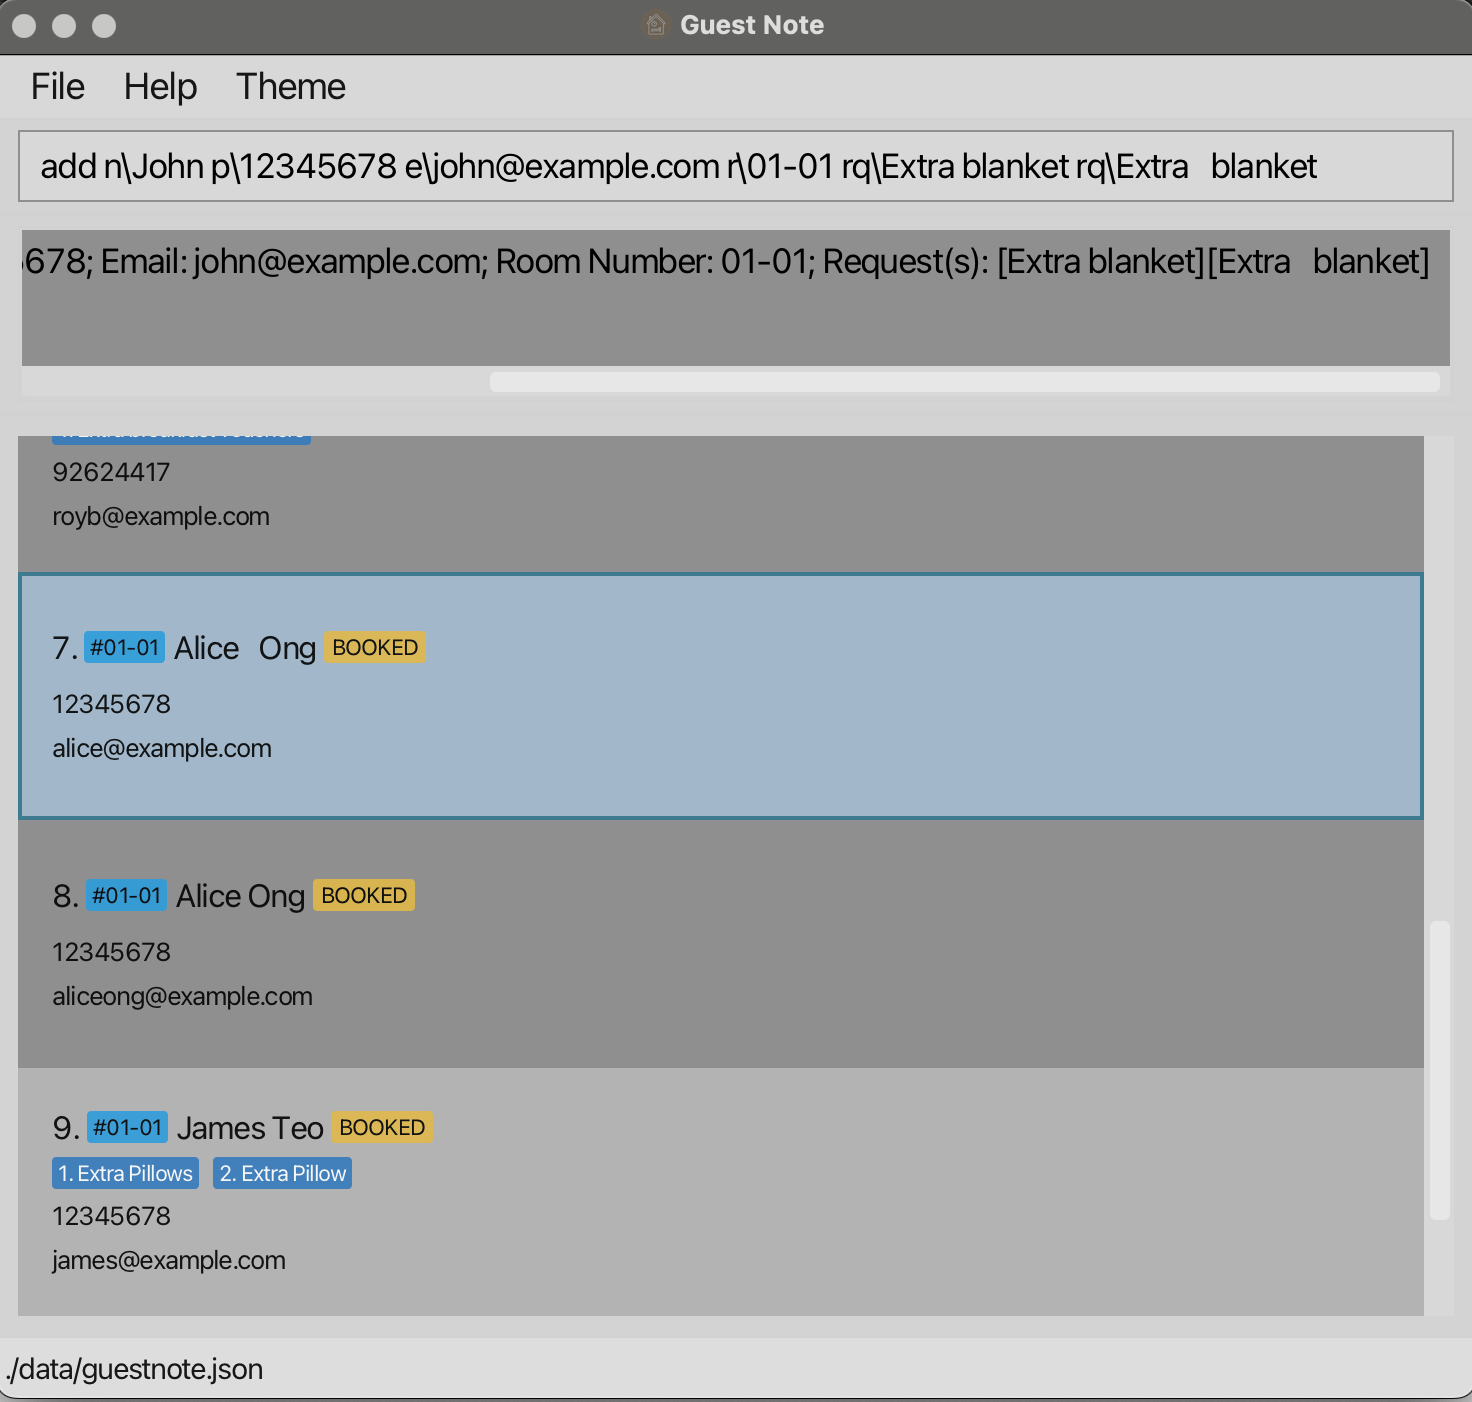 Guest Note
File Help Theme
add n\John p\12345678 e\john@example.com r\01-01 rq\Extra blanket rq\Extra   blanket
678; Email: john@example.com; Room Number: 01-01; Request(s): [Extra blanket][Extra   blanket]
92624417
royb@example.com
7. #01-01 Alice   Ong BOOKED
12345678
alice@example.com
8. #01-01 Alice Ong BOOKED
12345678
aliceong@example.com
9. #01-01 James Teo BOOKED
1. Extra Pillows 2. Extra Pillow
12345678
james@example.com
./data/guestnote.json